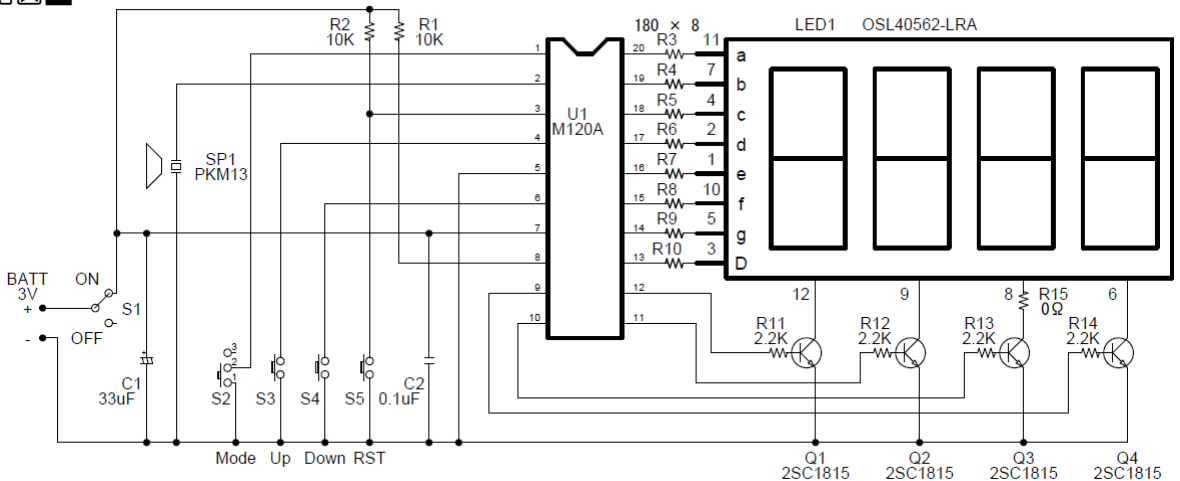 180 × 8
LED1 OSL40562-LRA
R2
10K
R1
10K
R3 11 a
R4 7 b
R5 4 c
R6 2 d
R7 1 e
R8 10 f
R9 5 g
R10 3 D
1
2
3
4
5
6
7
8
9
10
20
19
18
17
16
15
14
13
12
11
U1
M120A
SP1
PKM13
BATT
3V
+
-
ON
OFF
S1
C1
33uF
+
3
2
1
S2
S3
S4
S5
C2
0.1uF
Mode Up Down RST
12
9
8
6
R15
0Ω
R11
2.2K
R12
2.2K
R13
2.2K
R14
2.2K
Q1
2SC1815
Q2
2SC1815
Q3
2SC1815
Q4
2SC1815